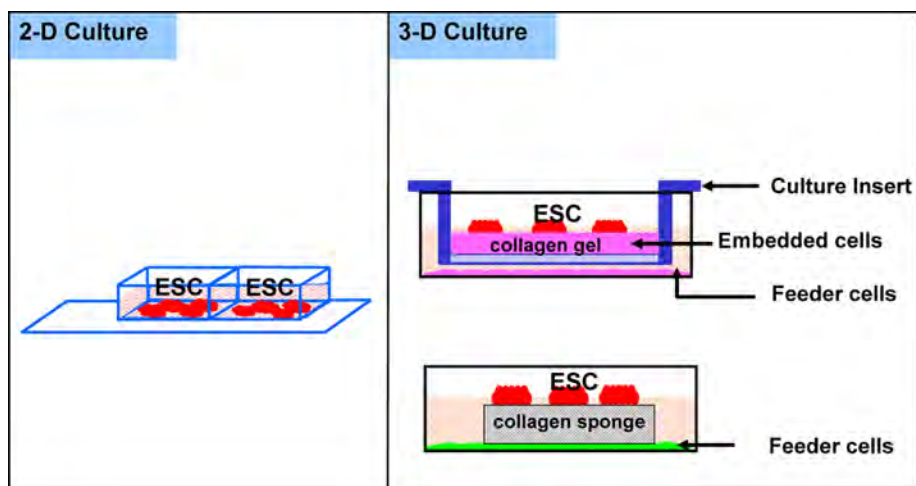 2-D Culture
ESC ESC
3-D Culture
Culture Insert
ESC
collagen gel
Embedded cells
Feeder cells
ESC
collagen sponge
Feeder cells